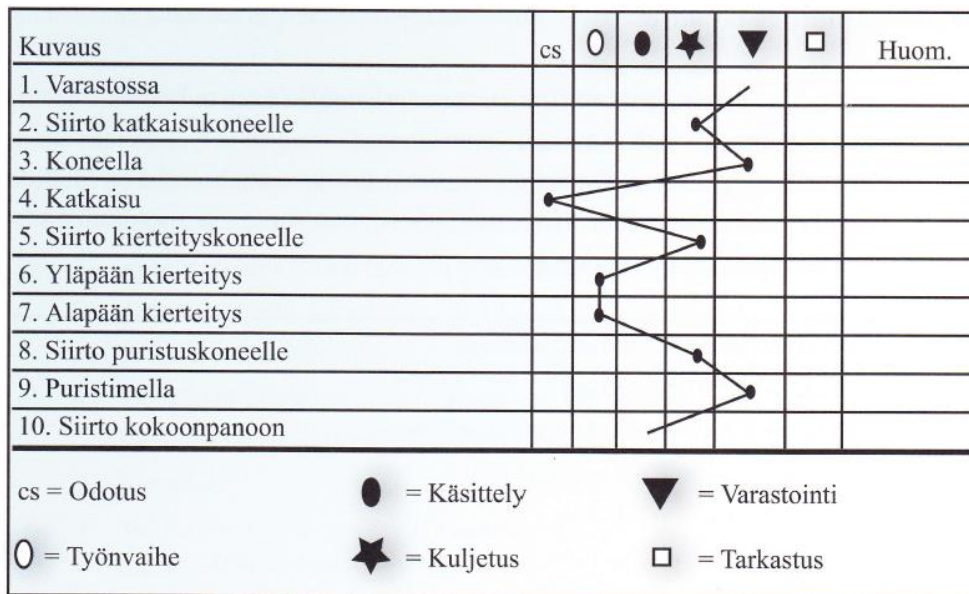 Kuvaus cs Huom.
1. Varastossa
2. Siirto katkaisukoneelle
3. Koneella
4. Katkaisu
5. Siirto kierteityskoneelle
6. Yläpään kierteitys
7. Alapään kierteitys
8. Siirto puristuskoneelle
9. Puristimella
10. Siirto kokoonpanoon
cs = Odotus = Käsittely = Varastointi
= Työnvaihe = Kuljetus = Tarkastus